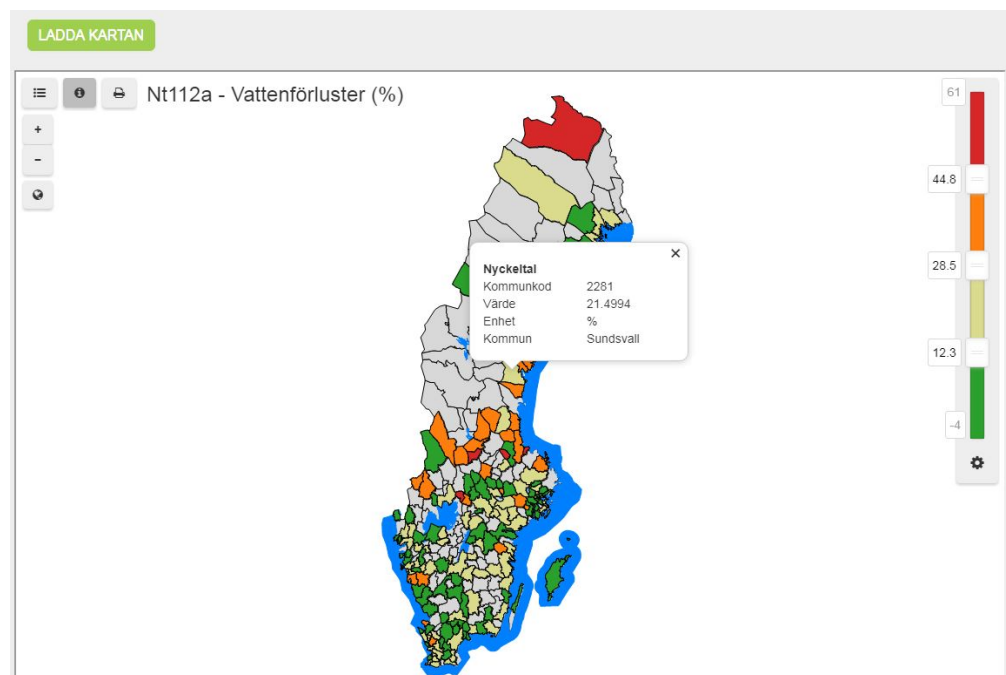 LADDA KARTAN
Nt112a - Vattenförluster (%)
+
-
Nyckeltal
Kommunkod 2281
Värde 21.4994
Enhet %
Kommun Sundsvall
61
44.8
28.5
12.3
-4